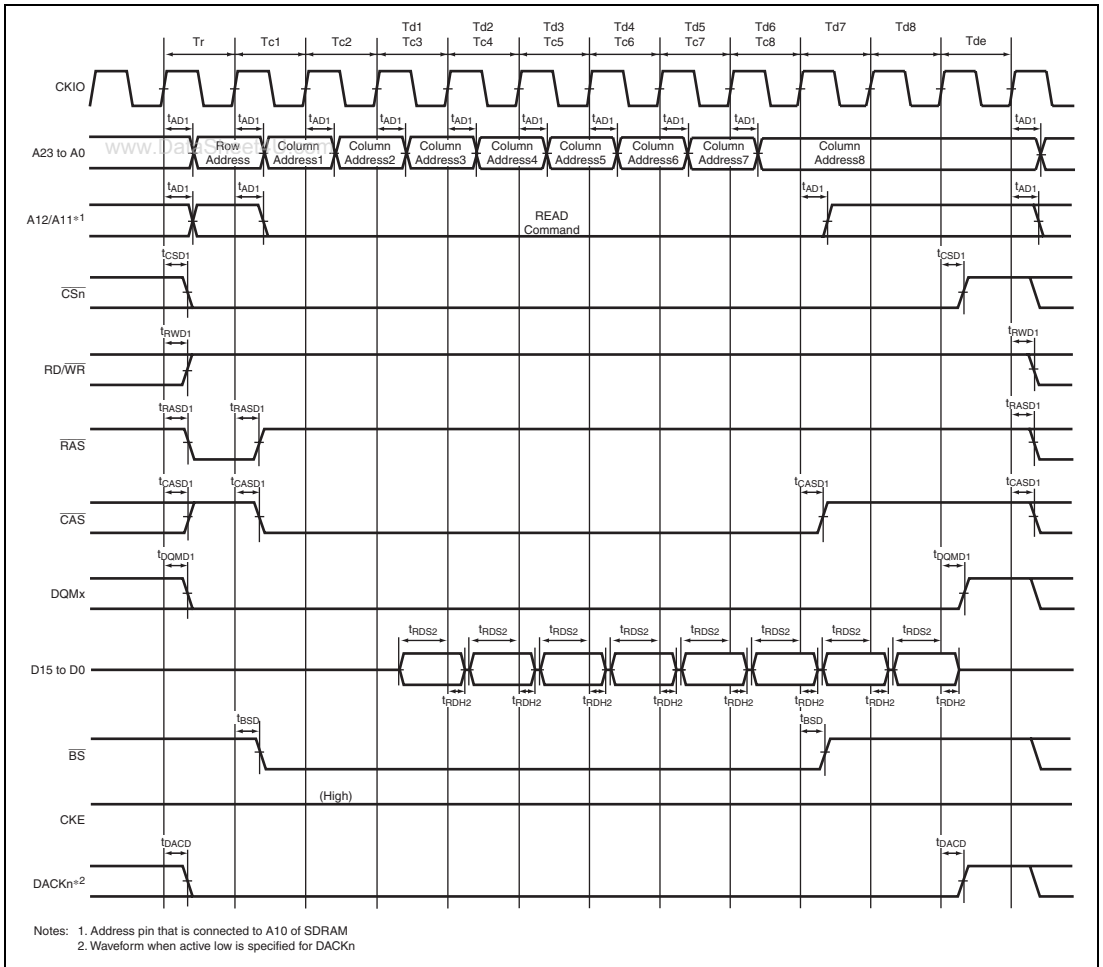 Td1 Td2 Td3 Td4 Td5 Td6 Td7 Td8
Tr Tc1 Tc2 Tc3 Tc4 Tc5 Tc6 Tc7 Tc8 Tde
CKIO
tAD1 tAD1 tAD1 tAD1 tAD1 tAD1 tAD1 tAD1 tAD1 tAD1
www.DataSheet4U.com
A23 to A0
Row Address
Column Address1
Column Address2
Column Address3
Column Address4
Column Address5
Column Address6
Column Address7
Column Address8
tAD1 tAD1 tAD1 tAD1
A12/A11*1
READ
Command
tCSD1 tCSD1
CSn
tRWD1 tRWD1
RD/WR
tRASD1 tRASD1 tRASD1
RAS
tCASD1 tCASD1 tCASD1 tCASD1
CAS
tDQMD1 tDQMD1
DQMx
tRDS2 tRDS2 tRDS2 tRDS2 tRDS2 tRDS2 tRDS2 tRDS2
D15 to D0
tRDH2 tRDH2 tRDH2 tRDH2 tRDH2 tRDH2 tRDH2 tRDH2
tBSD tBSD
BS
(High)
CKE
tDACD tDACD
DACKn*2
Notes: 1. Address pin that is connected to A10 of SDRAM
2. Waveform when active low is specified for DACKn